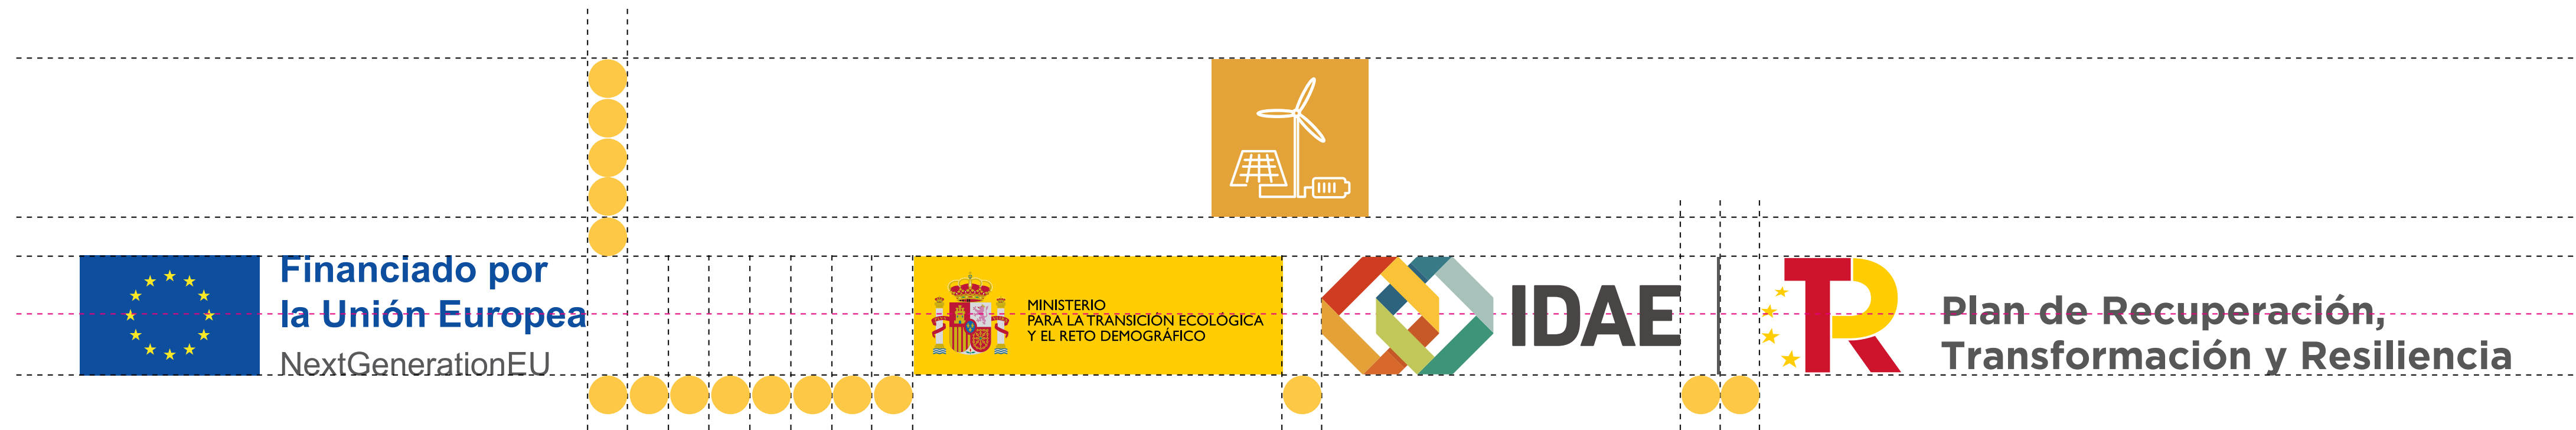 Financiado por
la Unión Europea
NextGenerationEU
MINISTERIO
PARA LA TRANSICIÓN ECOLÓGICA
Y EL RETO DEMOGRÁFICO
IDAE
TR
Plan de Recuperación,
Transformación y Resiliencia